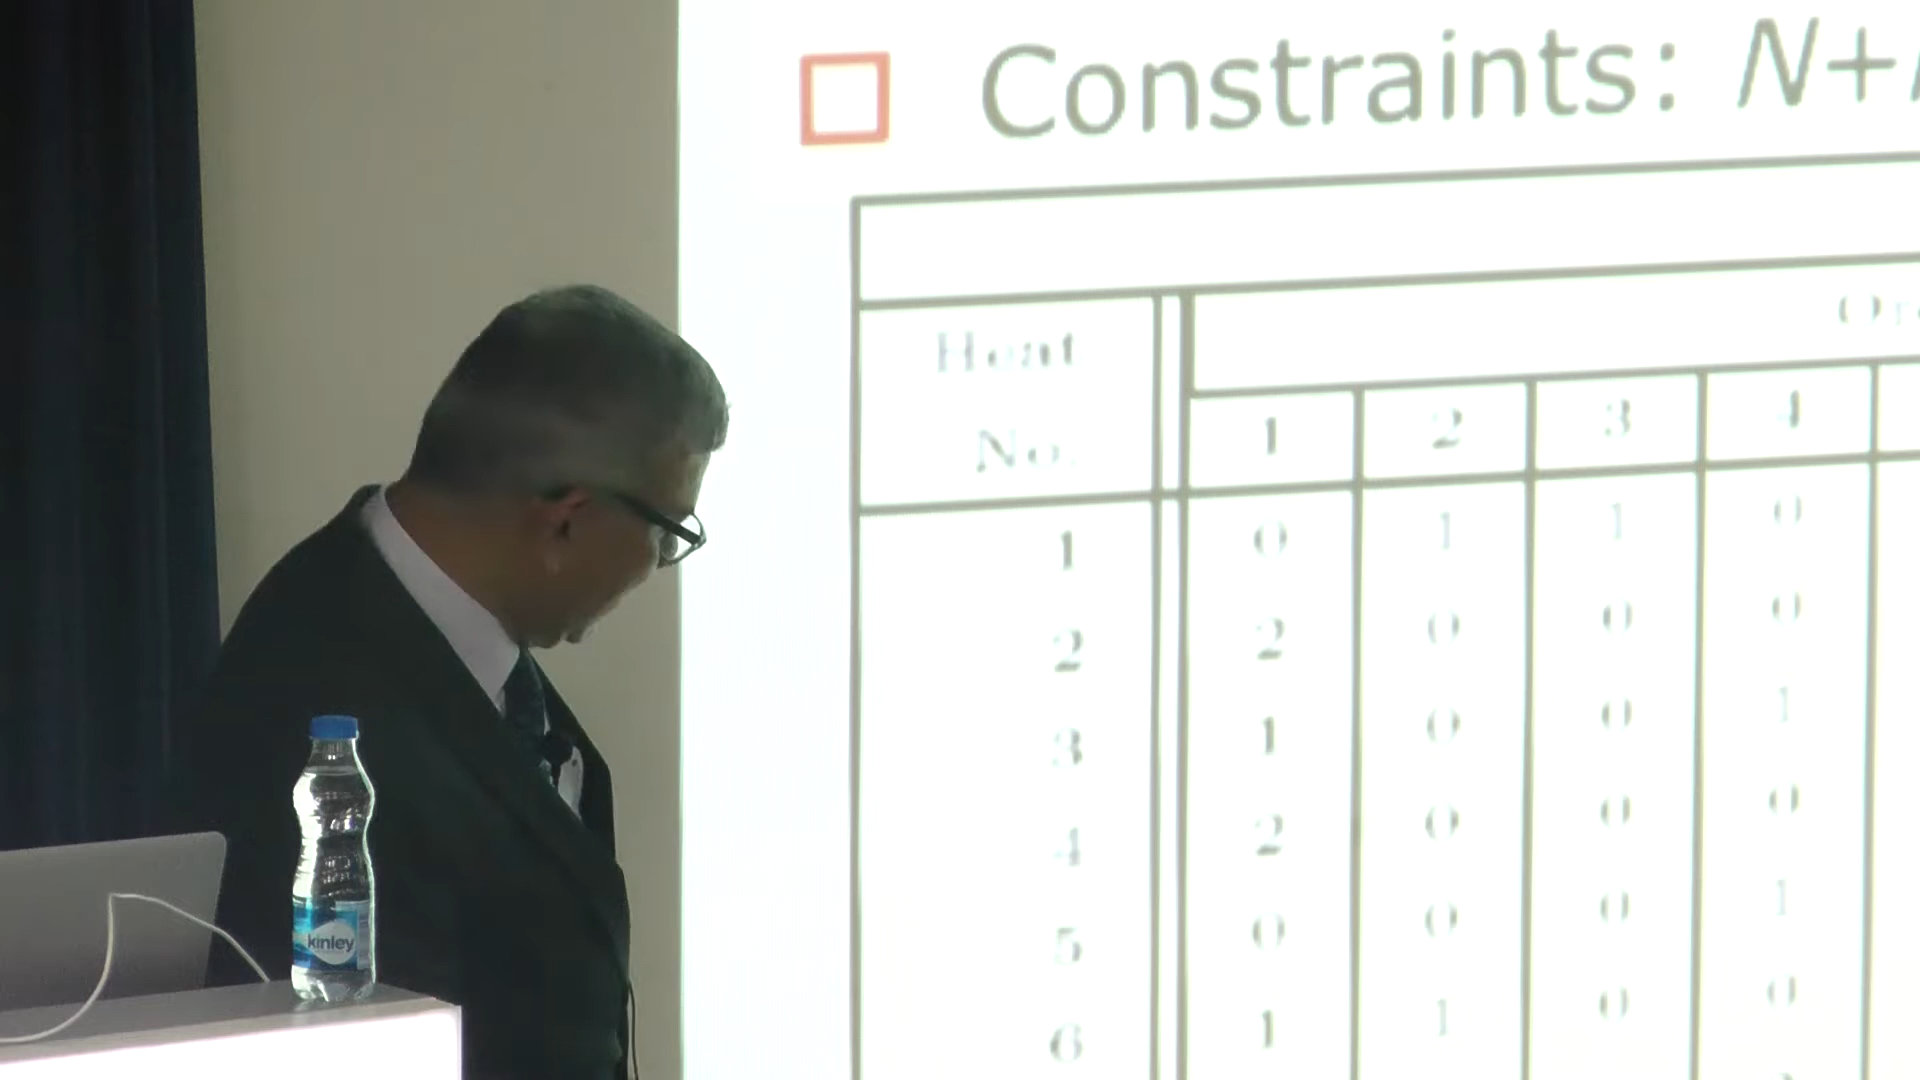 Constraints: N+
Heat
No.
1 2 3 4
1 0 1 1 0
2 2 0 0 0
3 1 0 0 1
4 2 0 0 0
5 0 0 0 1
6 1 1 0 0
kinley